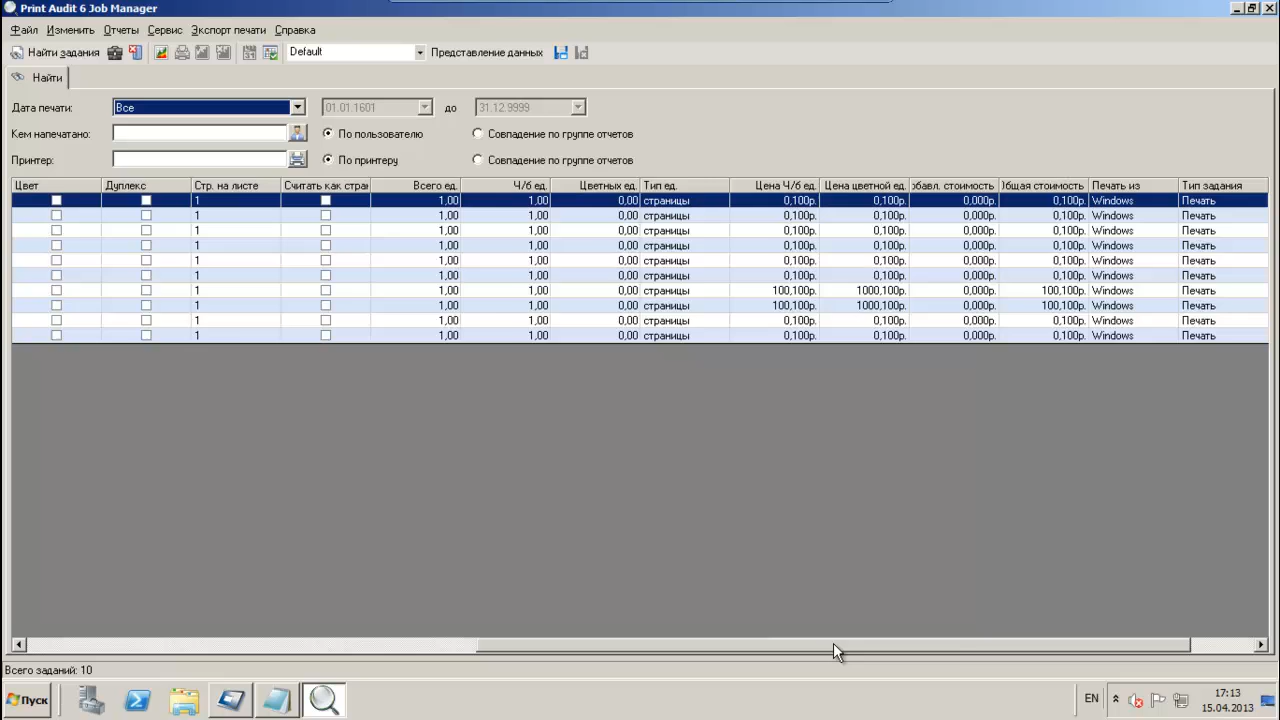 Print Audit 6 Job Manager
Файл Изменить Отчеты Сервис Экспорт печати Справка
Найти задания Default Представление данных
Найти
Дата печати: Все 01.01.1601 до 31.12.9999
Кем напечатано: По пользователю Совпадение по группе отчетов
Принтер: По принтеру Совпадение по группе отчетов
Цвет Дуплекс Стр. на листе Считать как стран Всего ед. Ч/б ед. Цветных ед. Тип ед. Цена Ч/б ед. Цена цветной ед. обавл. стоимость Общая стоимость Печать из Тип задания
1 1,00 1,00 0,00 страницы 0,100р. 0,100р. 0,000р. 0,100р. Windows Печать
1 1,00 1,00 0,00 страницы 0,100р. 0,100р. 0,000р. 0,100р. Windows Печать
1 1,00 1,00 0,00 страницы 0,100р. 0,100р. 0,000р. 0,100р. Windows Печать
1 1,00 1,00 0,00 страницы 0,100р. 0,100р. 0,000р. 0,100р. Windows Печать
1 1,00 1,00 0,00 страницы 0,100р. 0,100р. 0,000р. 0,100р. Windows Печать
1 1,00 1,00 0,00 страницы 0,100р. 0,100р. 0,000р. 0,100р. Windows Печать
1 1,00 1,00 0,00 страницы 100,100р. 1000,100р. 0,000р. 100,100р. Windows Печать
1 1,00 1,00 0,00 страницы 100,100р. 1000,100р. 0,000р. 100,100р. Windows Печать
1 1,00 1,00 0,00 страницы 0,100р. 0,100р. 0,000р. 0,100р. Windows Печать
1 1,00 1,00 0,00 страницы 0,100р. 0,100р. 0,000р. 0,100р. Windows Печать
Всего заданий: 10
Пуск EN 17:13
15.04.2013